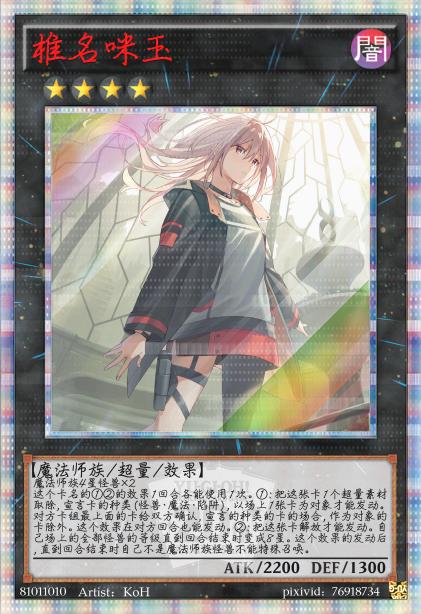 椎名咪玉
闇
【魔法师族/超量/效果】
魔法师族4星怪兽×2
这个卡名的①②的效果1回合各能使用1次。①:把这张卡1个超量素材
取除,宣言卡的种类(怪兽·魔法·陷阱),以场上1张卡为对象才能发动。
对方卡组最上面的卡给双方确认,宣言的种类的卡的场合,作为对象的
卡除外。这个效果在对方回合也能发动。②:把这张卡解放才能发动。自
己场上的全部怪兽的等级直到回合结束时变成8星。这个效果的发动后
,直到回合结束时自己不是魔法师族怪兽不能特殊召唤。
ATK/2200 DEF/1300
81011010 Artist: KoH pixivid: 76918734